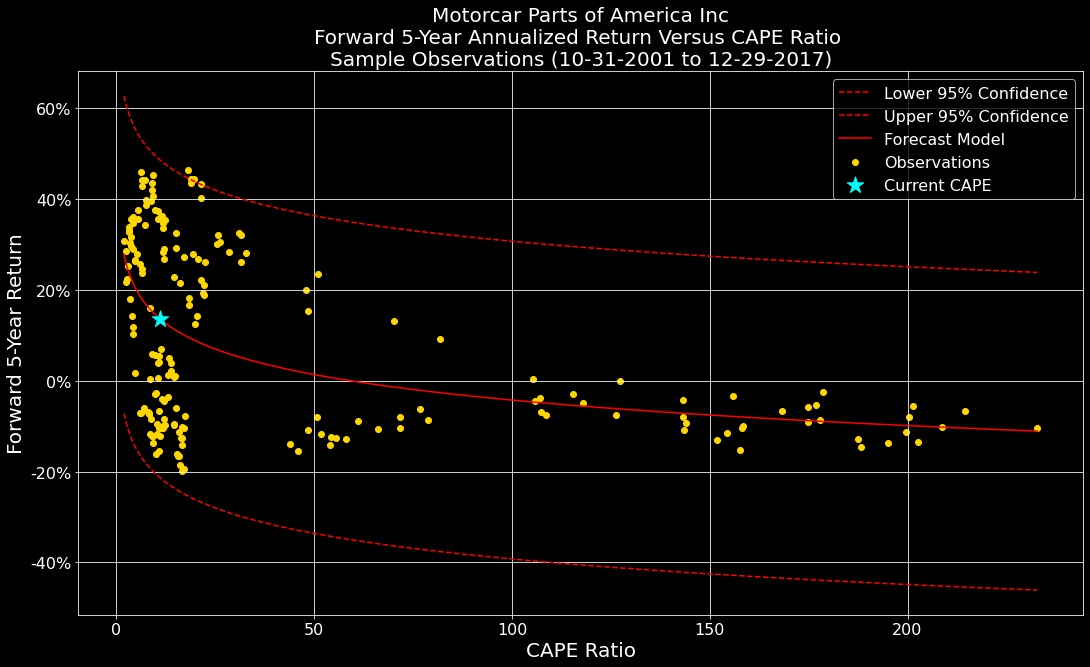 Motorcar Parts of America Inc
Forward 5-Year Annualized Return Versus CAPE Ratio
Sample Observations (10-31-2001 to 12-29-2017)
Lower 95% Confidence
Upper 95% Confidence
Forecast Model
Observations
Current CAPE
Forward 5-Year Return
60%
40%
20%
0%
-20%
-40%
0 50 100 150 200
CAPE Ratio